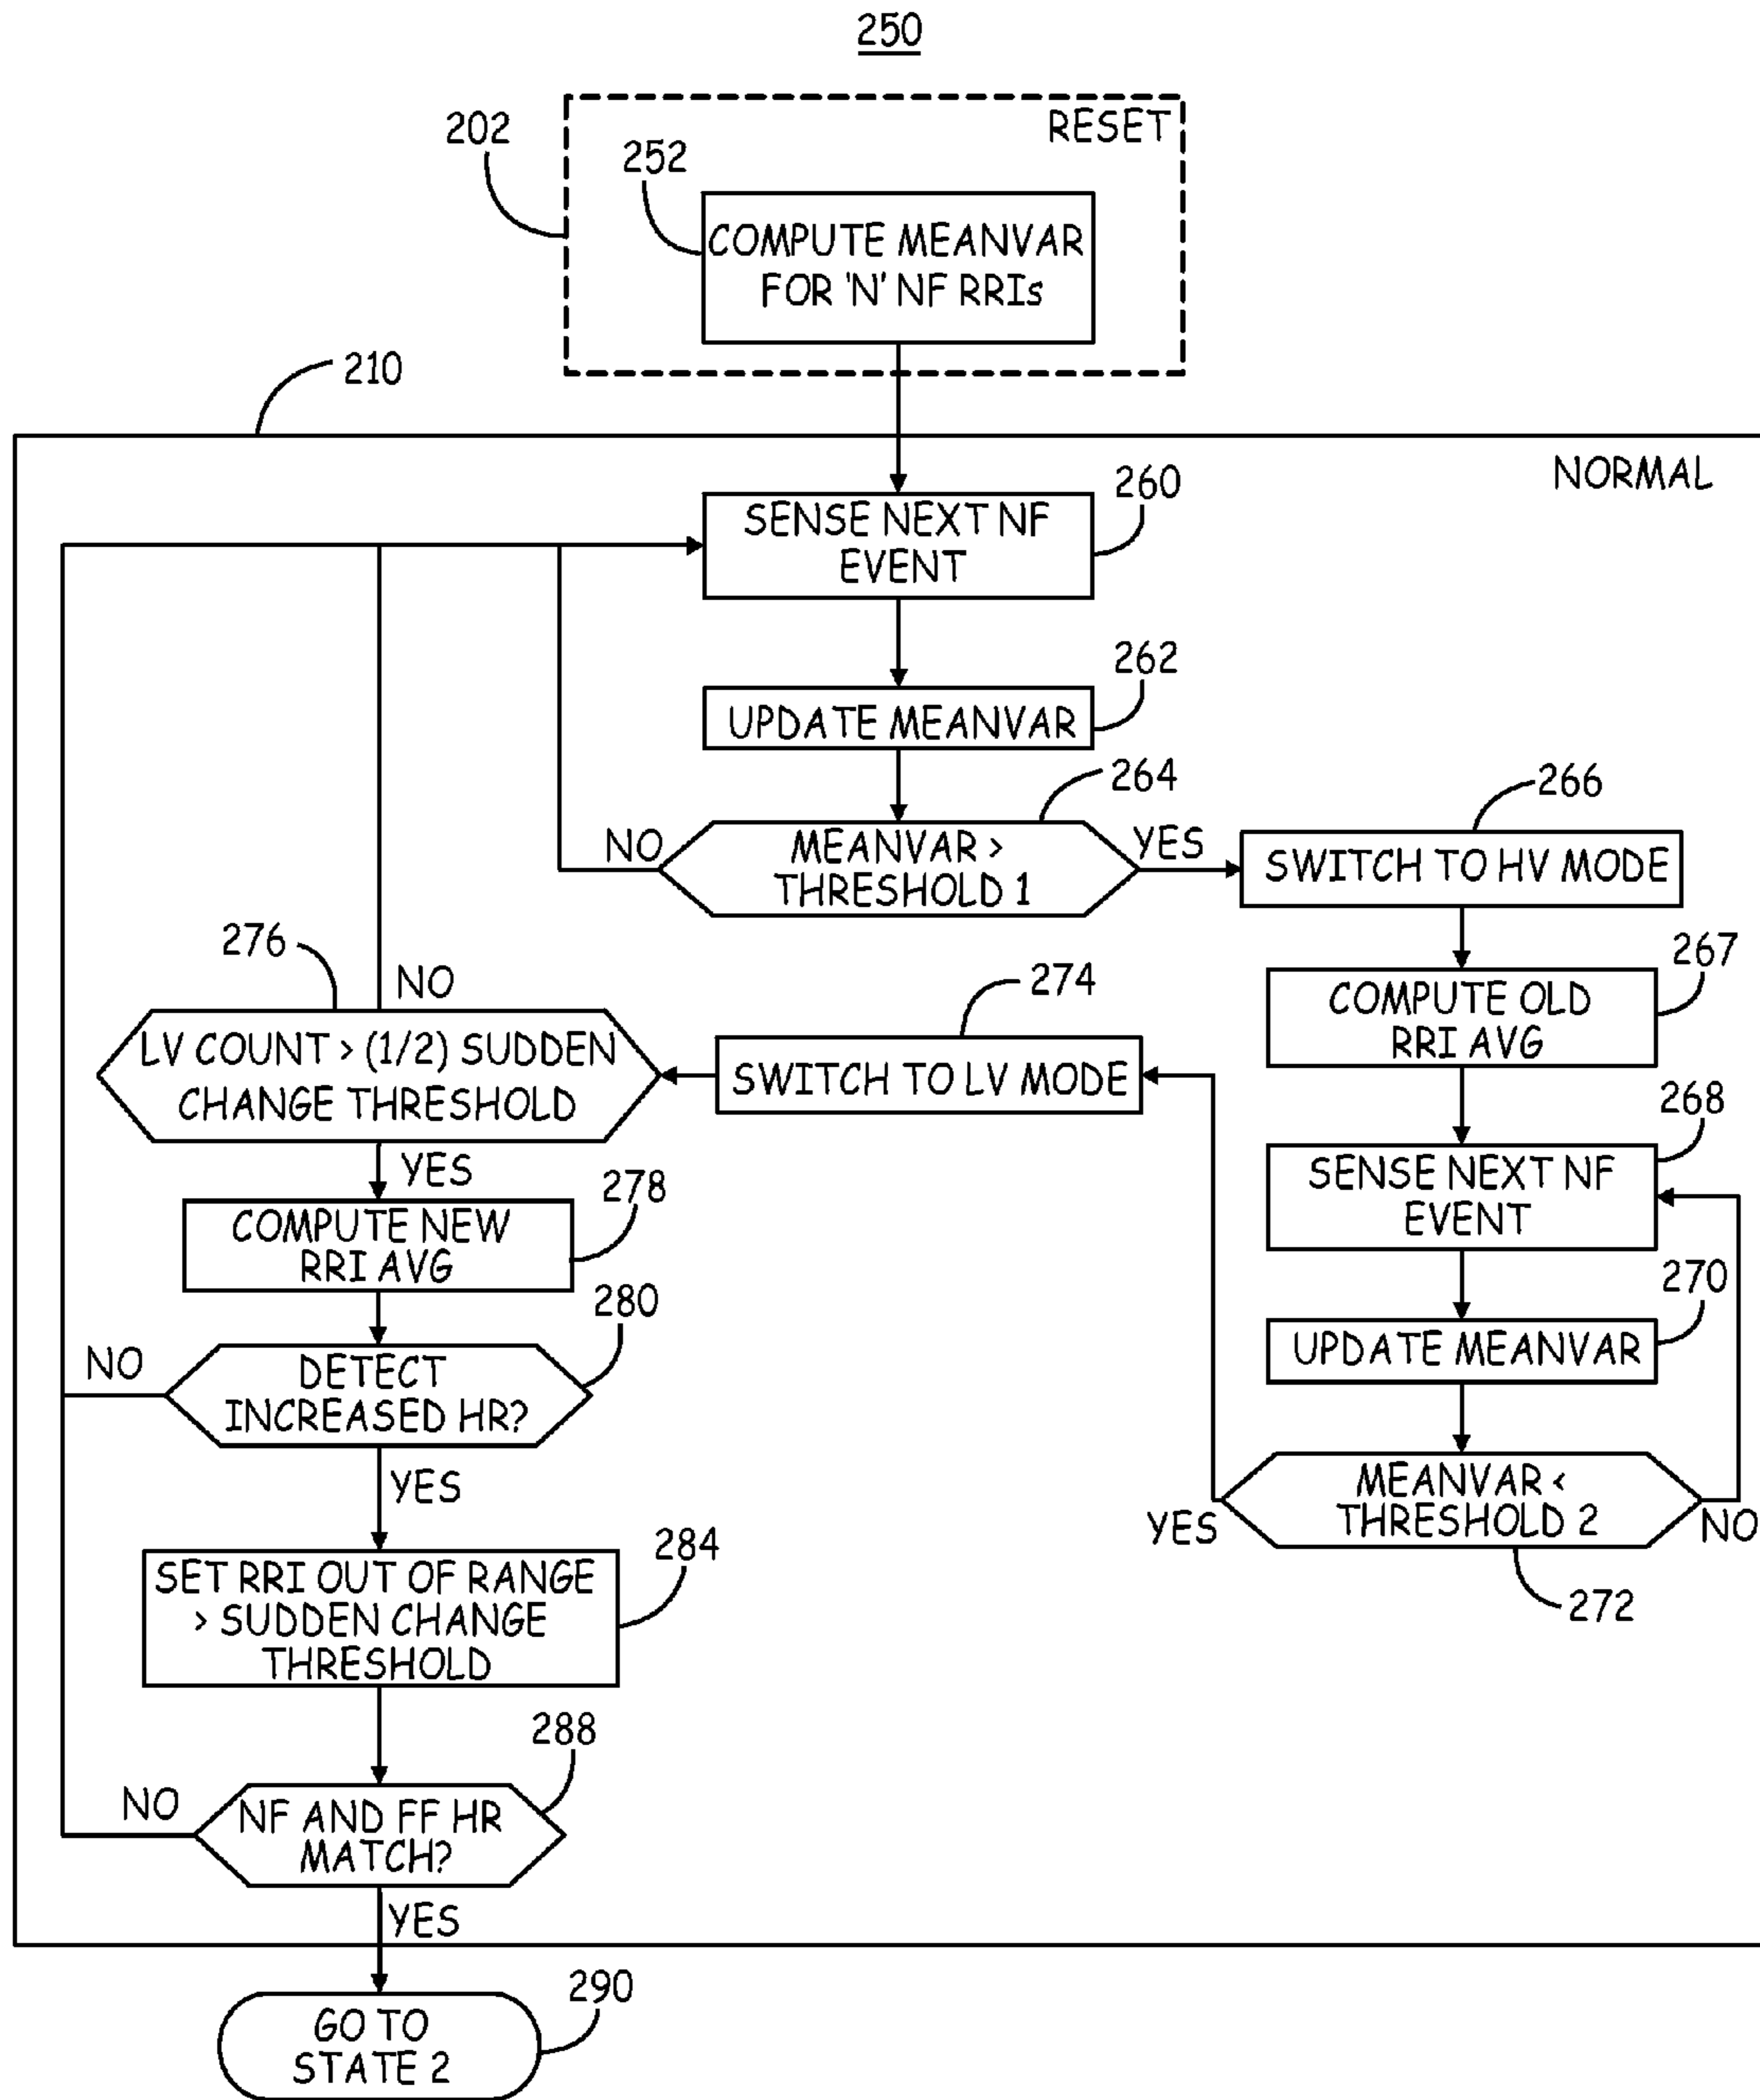 250
202
RESET
252
COMPUTE MEANVAR
FOR 'N' NF RRIs
210
NORMAL
260
SENSE NEXT NF
EVENT
262
UPDATE MEANVAR
264
MEANVAR >
THRESHOLD 1
NO
YES
266
SWITCH TO HV MODE
267
COMPUTE OLD
RRI AVG
268
SENSE NEXT NF
EVENT
270
UPDATE MEANVAR
MEANVAR <
THRESHOLD 2
YES
NO
272
274
SWITCH TO LV MODE
276
NO
LV COUNT > (1/2) SUDDEN
CHANGE THRESHOLD
YES
278
COMPUTE NEW
RRI AVG
280
NO
DETECT
INCREASED HR?
YES
284
SET RRI OUT OF RANGE
> SUDDEN CHANGE
THRESHOLD
288
NO
NF AND FF HR
MATCH?
YES
290
GO TO
STATE 2